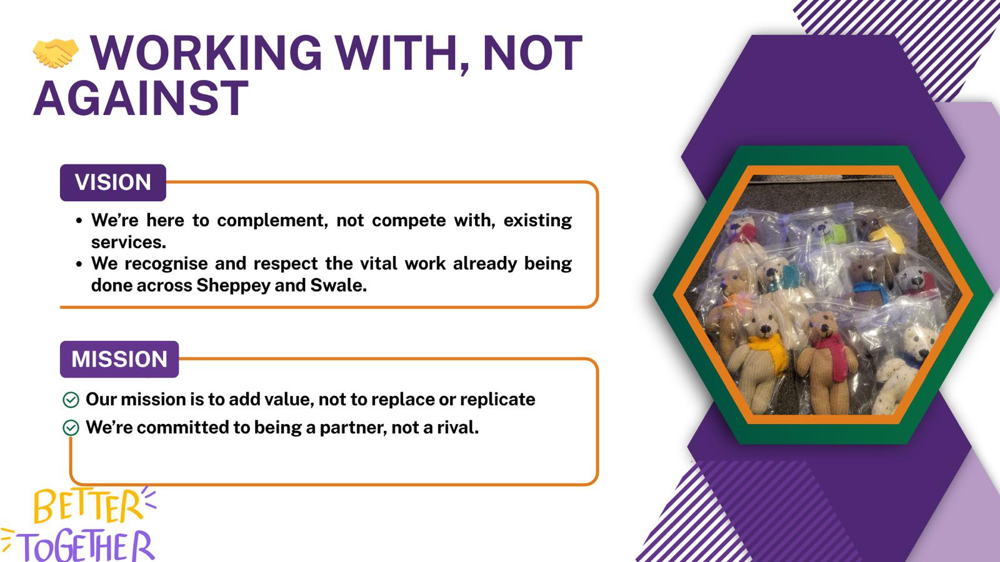 🤝 WORKING WITH, NOT
AGAINST
VISION
• We’re here to complement, not compete with, existing
services.
• We recognise and respect the vital work already being
done across Sheppey and Swale.
MISSION
Our mission is to add value, not to replace or replicate
We’re committed to being a partner, not a rival.
BETTER
TOGETHER